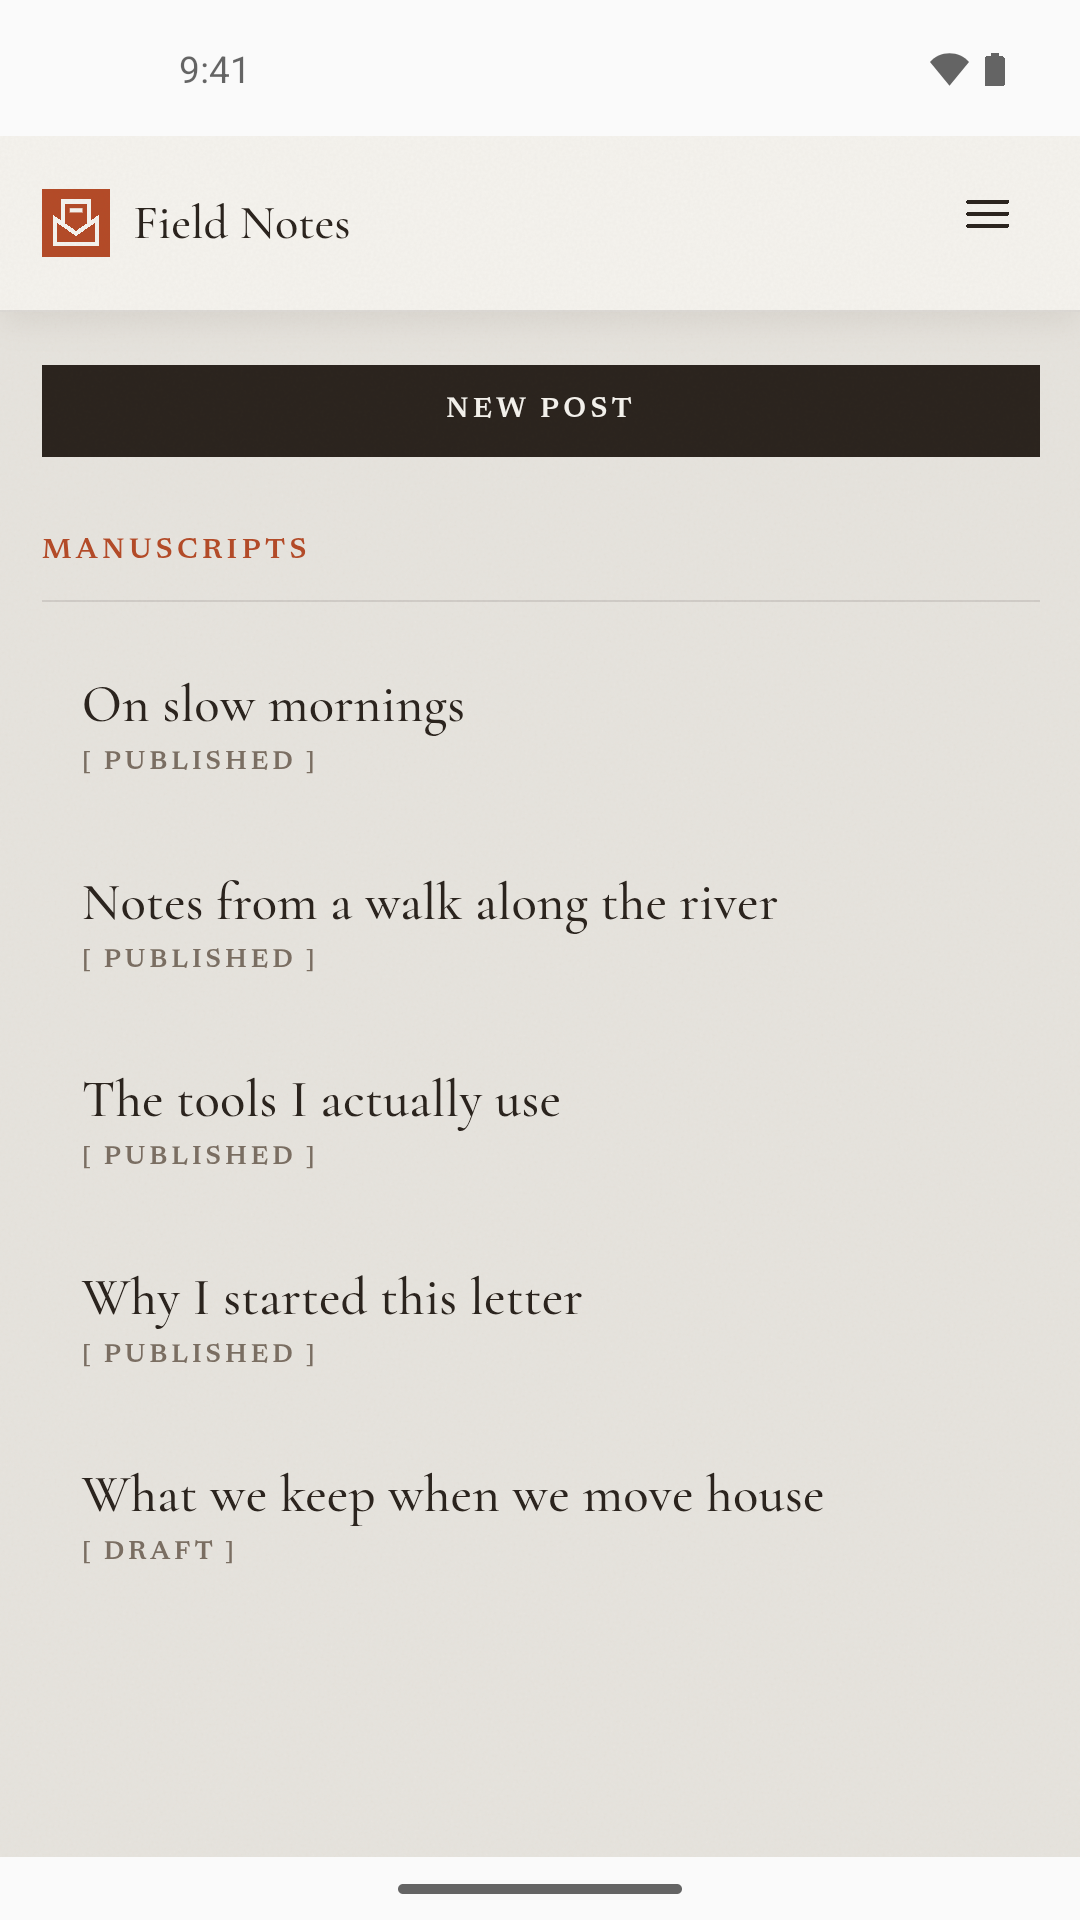 9:41
Field Notes
NEW POST
MANUSCRIPTS
On slow mornings
[ PUBLISHED ]
Notes from a walk along the river
[ PUBLISHED ]
The tools I actually use
[ PUBLISHED ]
Why I started this letter
[ PUBLISHED ]
What we keep when we move house
[ DRAFT ]